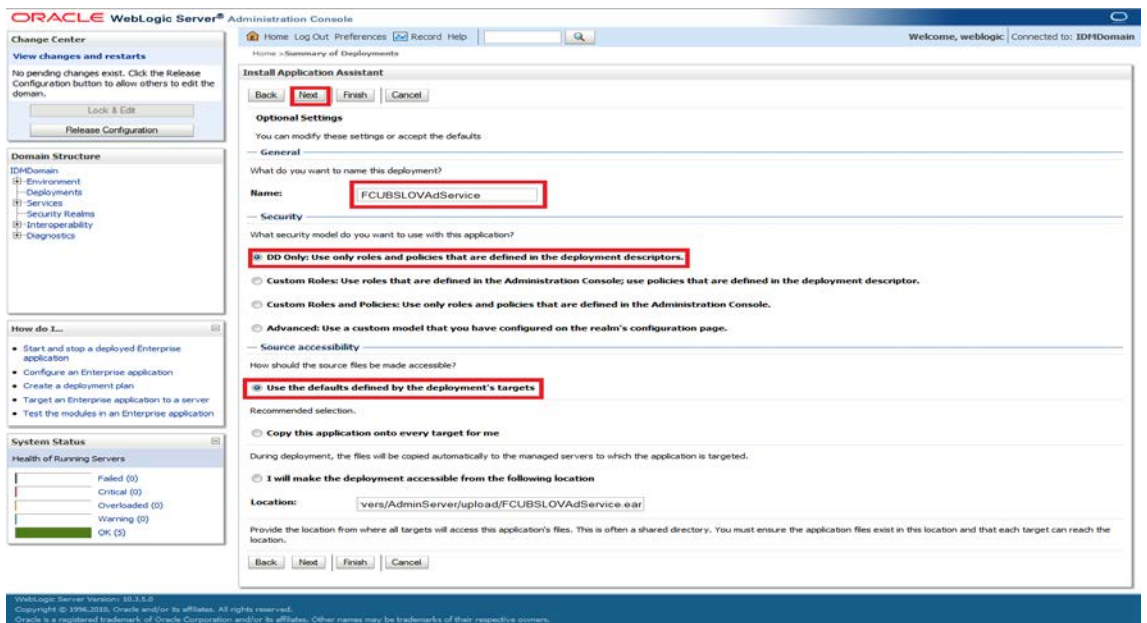 ORACLE WebLogic Server® Administration Console
Change Center
View changes and restarts
No pending changes exist. Click the Release
Configuration button to allow others to edit the
domain.
Lock & Edit
Release Configuration
Domain Structure
IDMDomain
Environment
Deployments
Services
Security Realms
Interoperability
Diagnostics
How do I...
Start and stop a deployed Enterprise
application
Configure an Enterprise application
Create a deployment plan
Target an Enterprise application to a server
Test the modules in an Enterprise application
System Status
Health of Running Servers
Failed (0)
Critical (0)
Overloaded (0)
Warning (0)
OK (5)
Home Log Out Preferences Record Help
Welcome, weblogic Connected to: IDMDomain
Home >Summary of Deployments
Install Application Assistant
Back Next Finish Cancel
Optional Settings
You can modify these settings or accept the defaults
General
What do you want to name this deployment?
Name: FCUBSLOVAdService
Security
What security model do you want to use with this application?
DD Only: Use only roles and policies that are defined in the deployment descriptors.
Custom Roles: Use roles that are defined in the Administration Console; use policies that are defined in the deployment descriptor.
Custom Roles and Policies: Use only roles and policies that are defined in the Administration Console.
Advanced: Use a custom model that you have configured on the realm's configuration page.
Source accessibility
How should the source files be made accessible?
Use the defaults defined by the deployment's targets
Recommended selection.
Copy this application onto every target for me
During deployment, the files will be copied automatically to the managed servers to which the application is targeted.
I will make the deployment accessible from the following location
Location: vers/AdminServer/upload/FCUBSLOVAdService.ear
Provide the location from where all targets will access this application's files. This is often a shared directory. You must ensure the application files exist in this location and that each target can reach the
location.
Back Next Finish Cancel
WebLogic Server Version: 10.3.5.0
Copyright © 1996,2010, Oracle and/or its affiliates. All rights reserved.
Oracle is a registered trademark of Oracle Corporation and/or its affiliates. Other names may be trademarks of their respective owners.